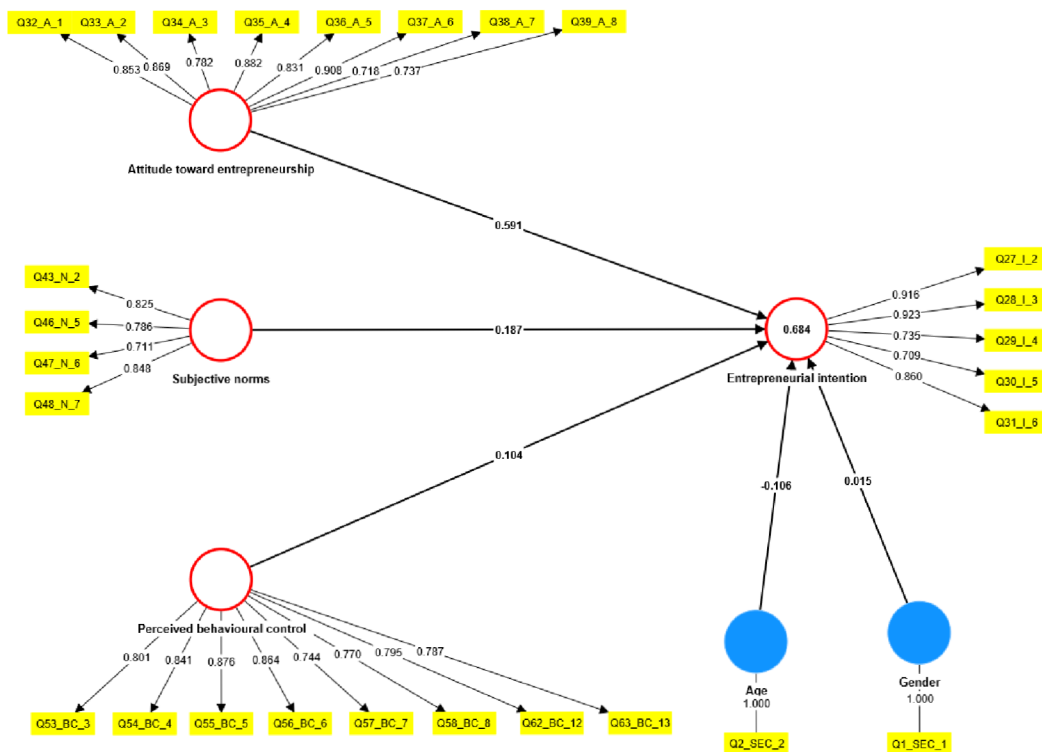 Q32_A_1 Q33_A_2 Q34_A_3 Q35_A_4 Q36_A_5 Q37_A_6 Q38_A_7 Q39_A_8
0.853 0.869 0.782 0.882 0.831 0.908 0.718 0.737
Attitude toward entrepreneurship
0.591
Q43_N_2
Q46_N_5
Q47_N_6
Q48_N_7
0.825
0.786
0.711
0.848
Subjective norms
0.187
0.684
Entrepreneurial intention
0.916
0.923
0.735
0.709
0.860
Q27_I_2
Q28_I_3
Q29_I_4
Q30_I_5
Q31_I_6
0.104
-0.106
0.015
Perceived behavioural control
0.801 0.841 0.876 0.864 0.744 0.770 0.795 0.787
Q53_BC_3 Q54_BC_4 Q55_BC_5 Q56_BC_6 Q57_BC_7 Q58_BC_8 Q62_BC_12 Q63_BC_13
Age
1.000
Q2_SEC_2
Gender
1.000
Q1_SEC_1